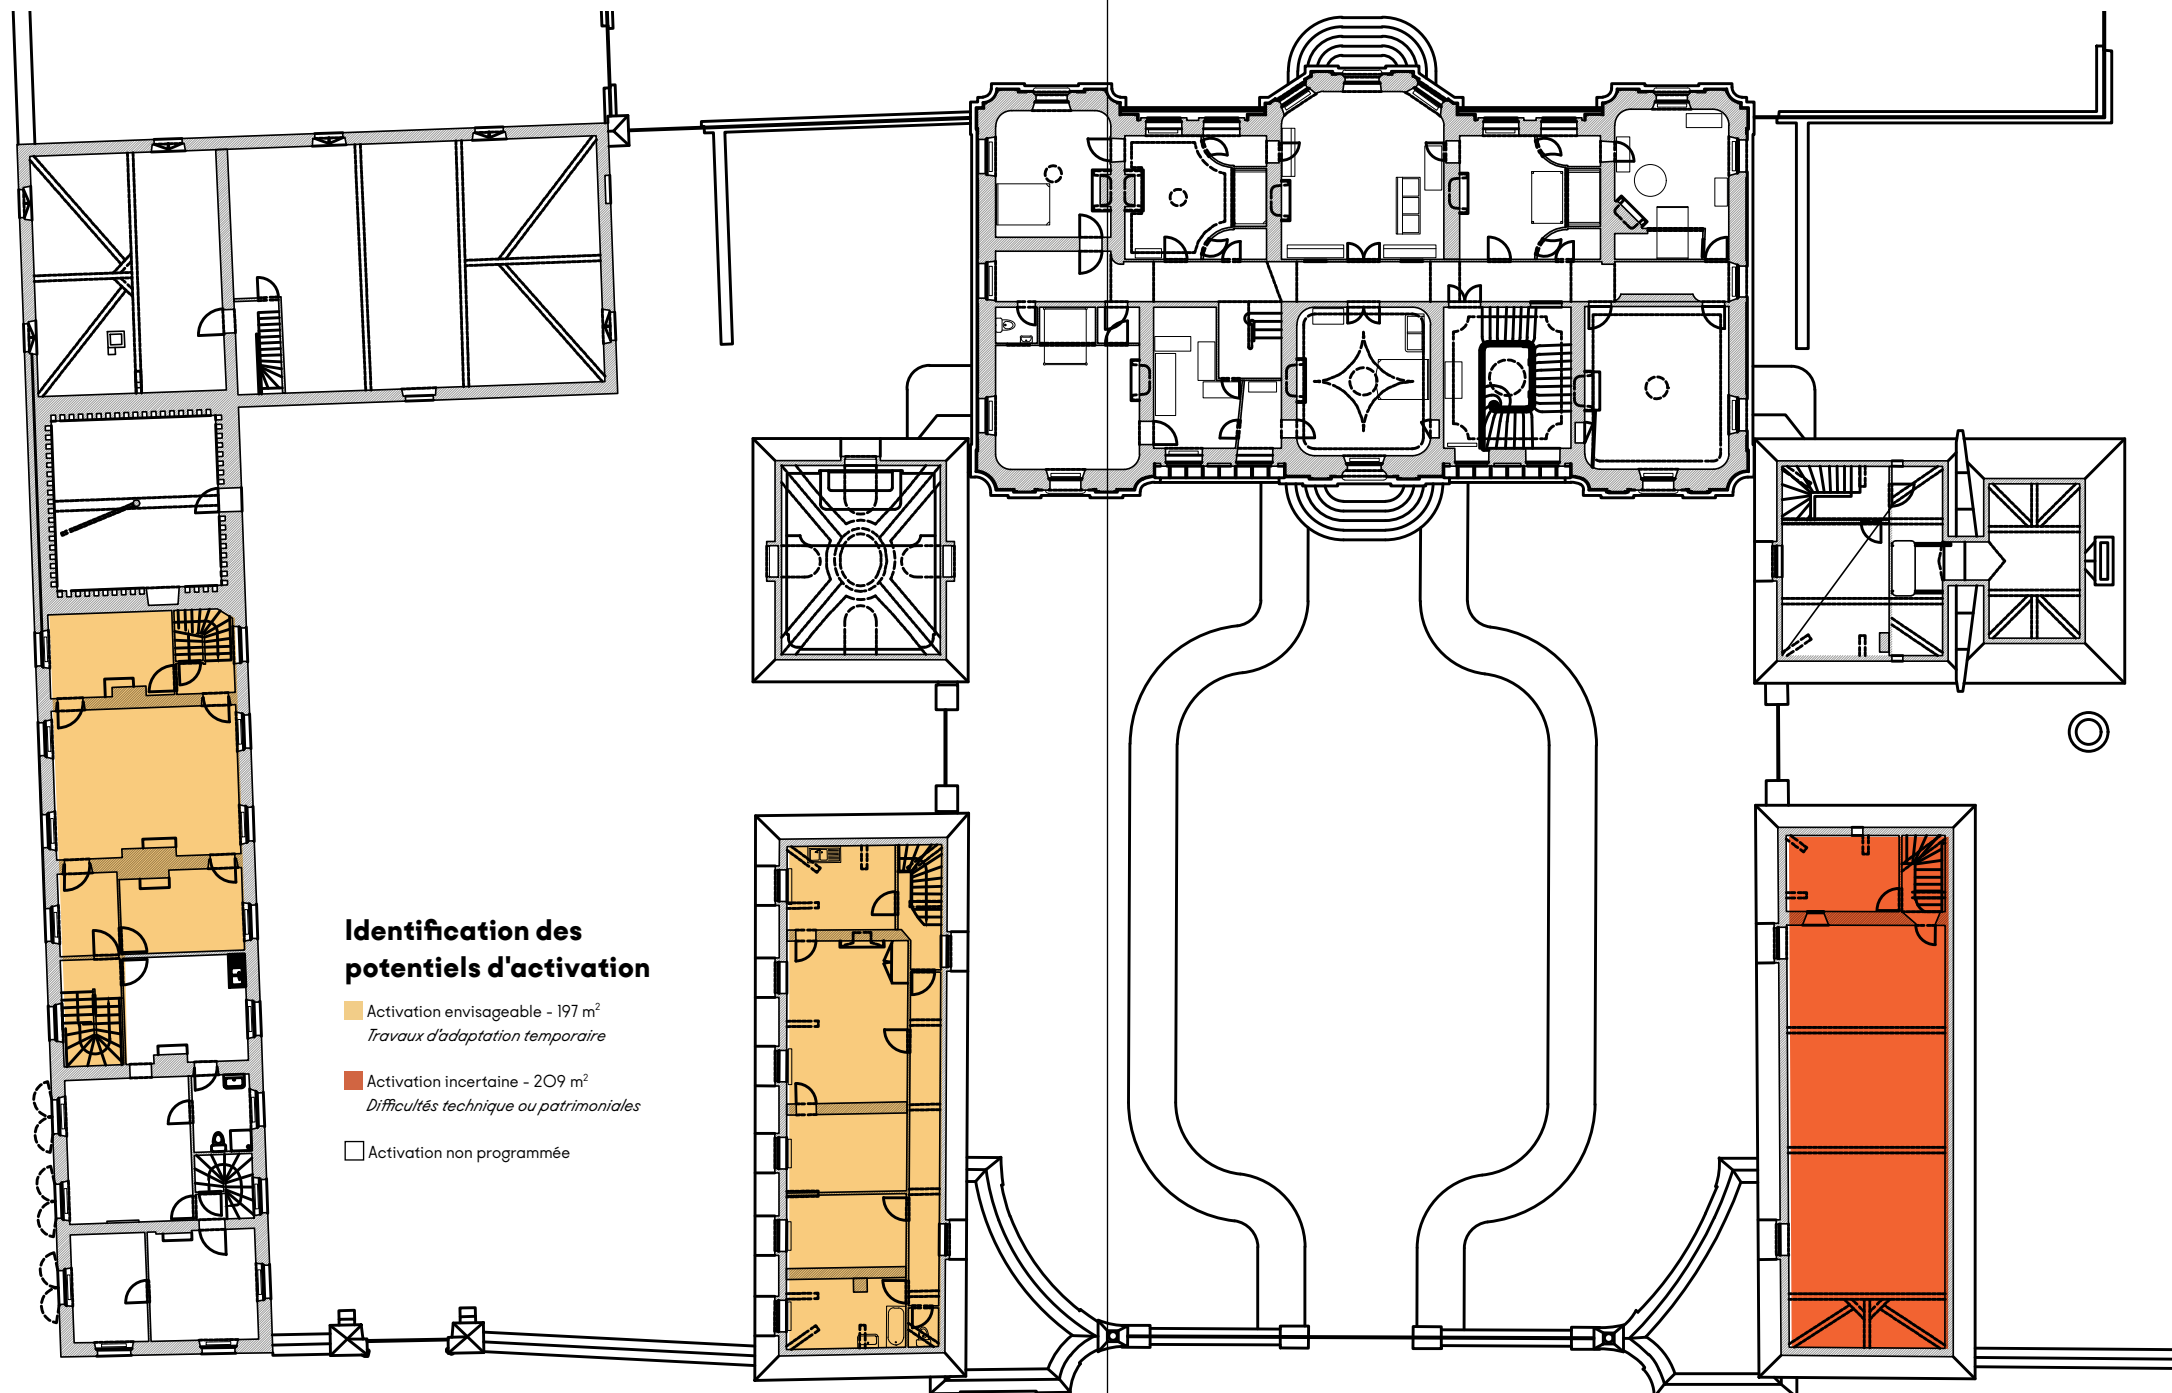 Identification des
potentiels d'activation
Activation envisageable - 197 m²
Travaux d'adaptation temporaire
Activation incertaine - 209 m²
Difficultés technique ou patrimoniales
Activation non programmée